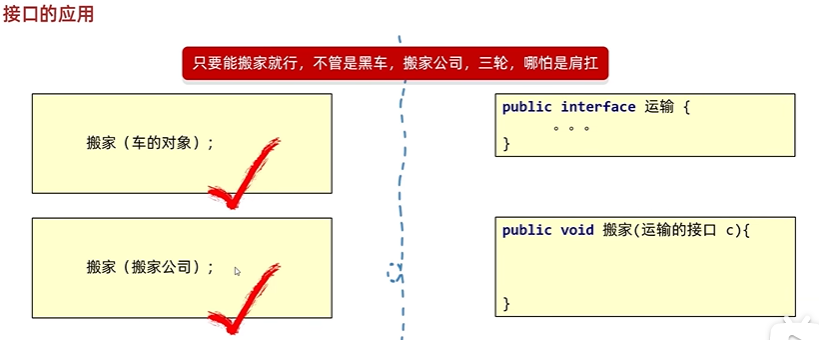 接口的应用
只要能搬家就行，不管是黑车，搬家公司，三轮，哪怕是肩扛
搬家（车的对象）；
搬家（搬家公司）；
public interface 运输 {
。。。
}
public void 搬家(运输的接口 c){
}